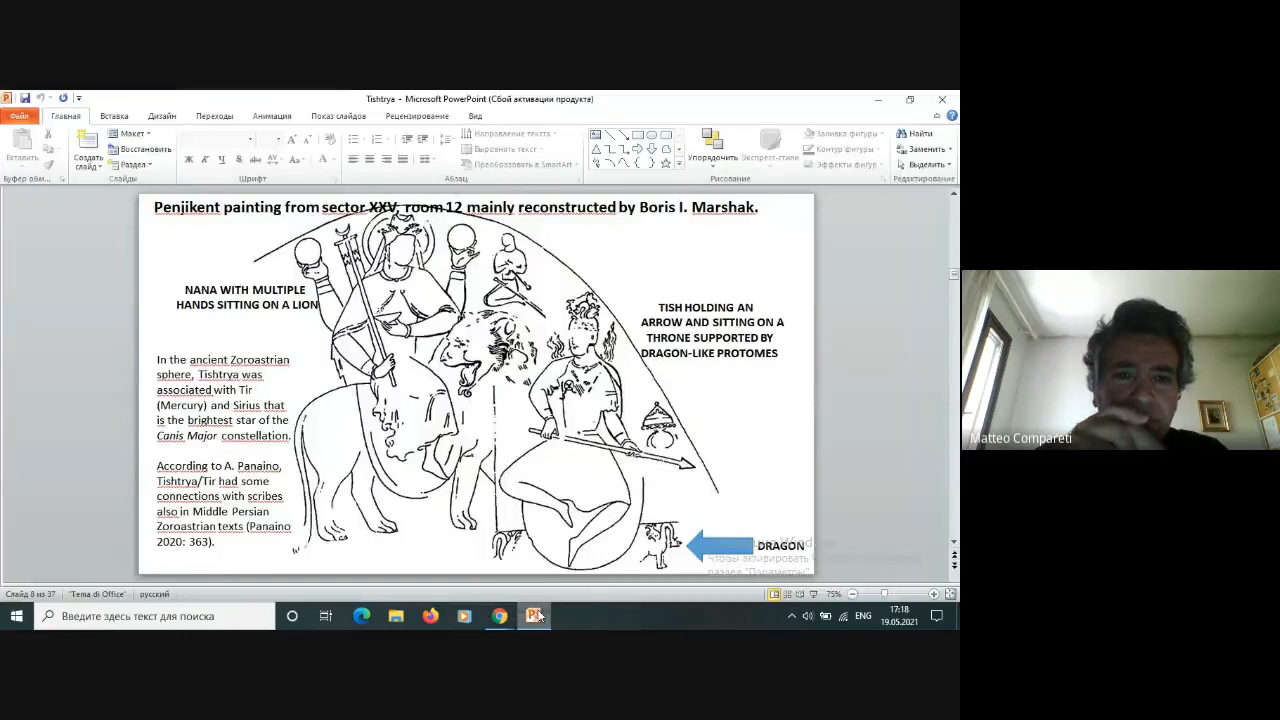 Tishtrya - Microsoft PowerPoint (Сбой активации продукта)
Файл Главная Вставка Дизайн Переходы Анимация Показ слайдов Рецензирование Вид
Вставить
Буфер обм...
Создать слайд
Макет
Восстановить
Раздел
Слайды
Шрифт
Направление текста
Выровнять текст
Преобразовать в SmartArt
Абзац
Упорядочить
Экспресс-стили
Заливка фигуры
Контур фигуры
Эффекты фигур
Рисование
Найти
Заменить
Выделить
Редактирование
Penjikent painting from sector XXV, room 12 mainly reconstructed by Boris I. Marshak.
NANA WITH MULTIPLE
HANDS SITTING ON A LION
In the ancient Zoroastrian
sphere, Tishtrya was
associated with Tir
(Mercury) and Sirius that
is the brightest star of the
Canis Major constellation.
According to A. Panaino,
Tishtrya/Tir had some
connections with scribes
also in Middle Persian
Zoroastrian texts (Panaino
2020: 363).
TISH HOLDING AN
ARROW AND SITTING ON A
THRONE SUPPORTED BY
DRAGON-LIKE PROTOMES
DRAGON
Чтобы активировать
раздел "Параметры".
Matteo Compareti
Слайд 8 из 37 "Tema di Office" русский 75%
Введите здесь текст для поиска
ENG
17:18
19.05.2021